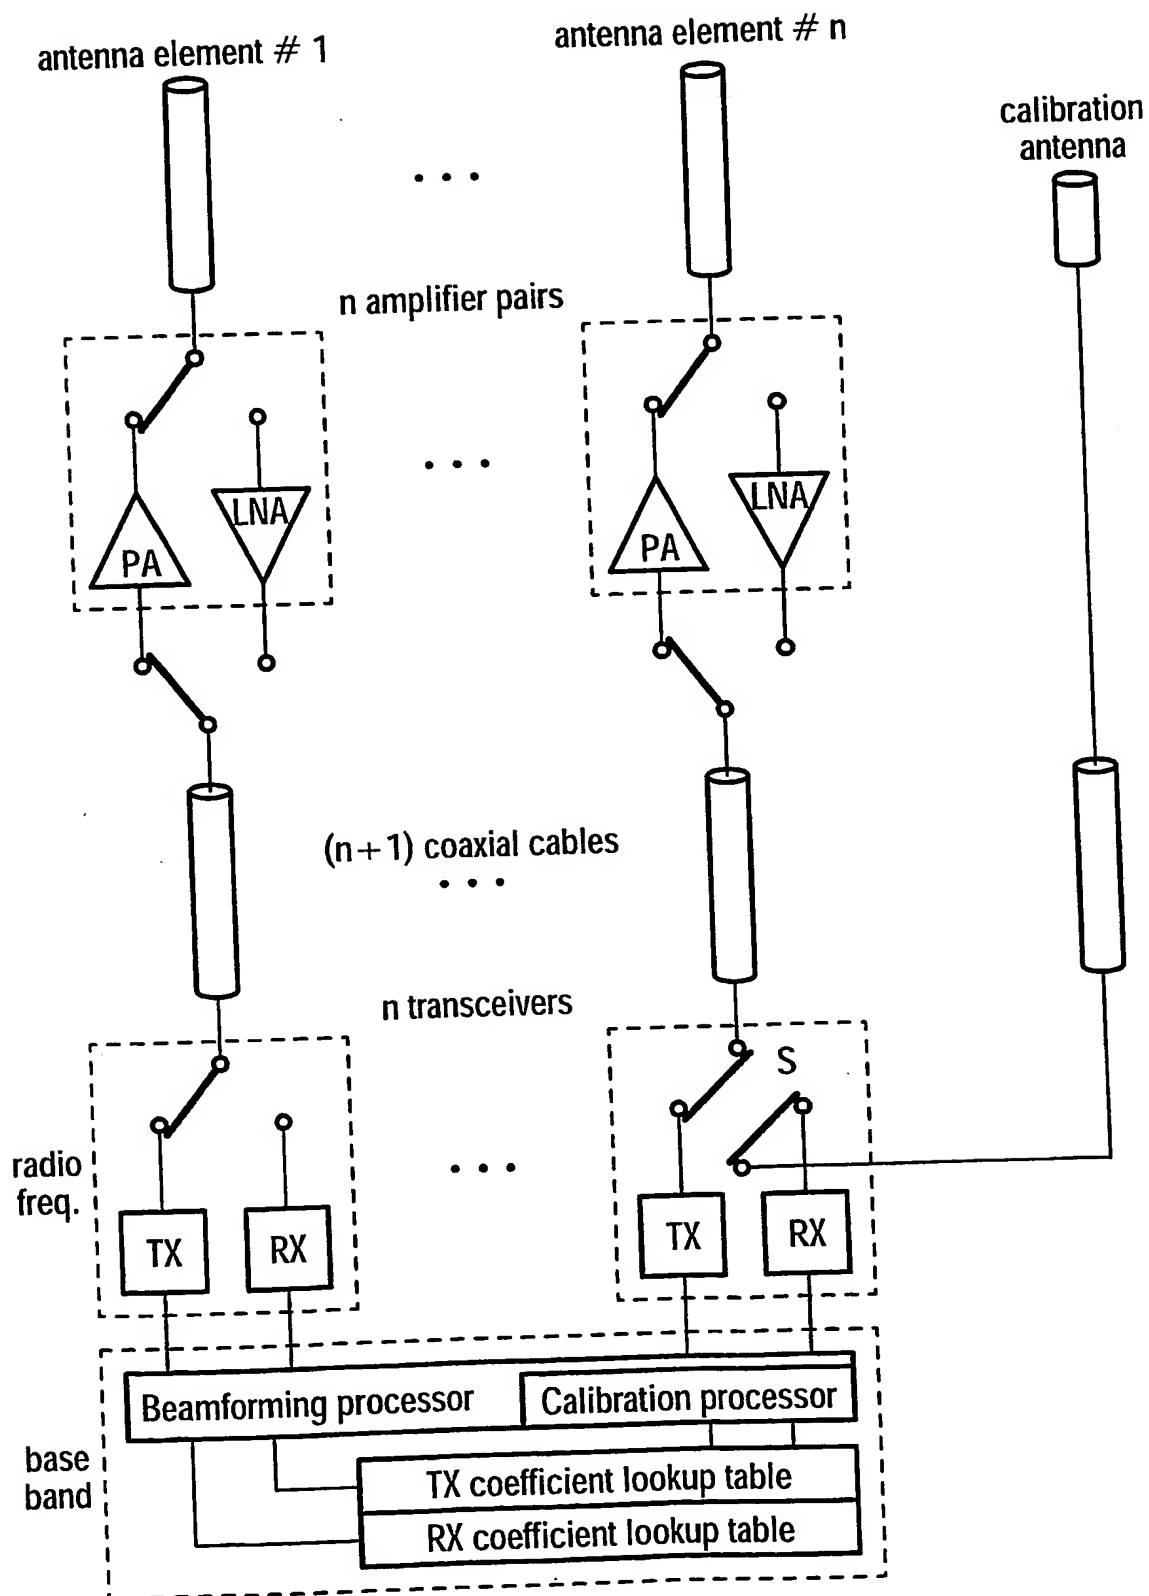 antenna element # 1
antenna element # n
calibration
antenna
n amplifier pairs
LNA
PA
LNA
PA
(n+1) coaxial cables
n transceivers
S
radio
freq.
TX
RX
TX
RX
Beamforming processor
Calibration processor
base
band
TX coefficient lookup table
RX coefficient lookup table